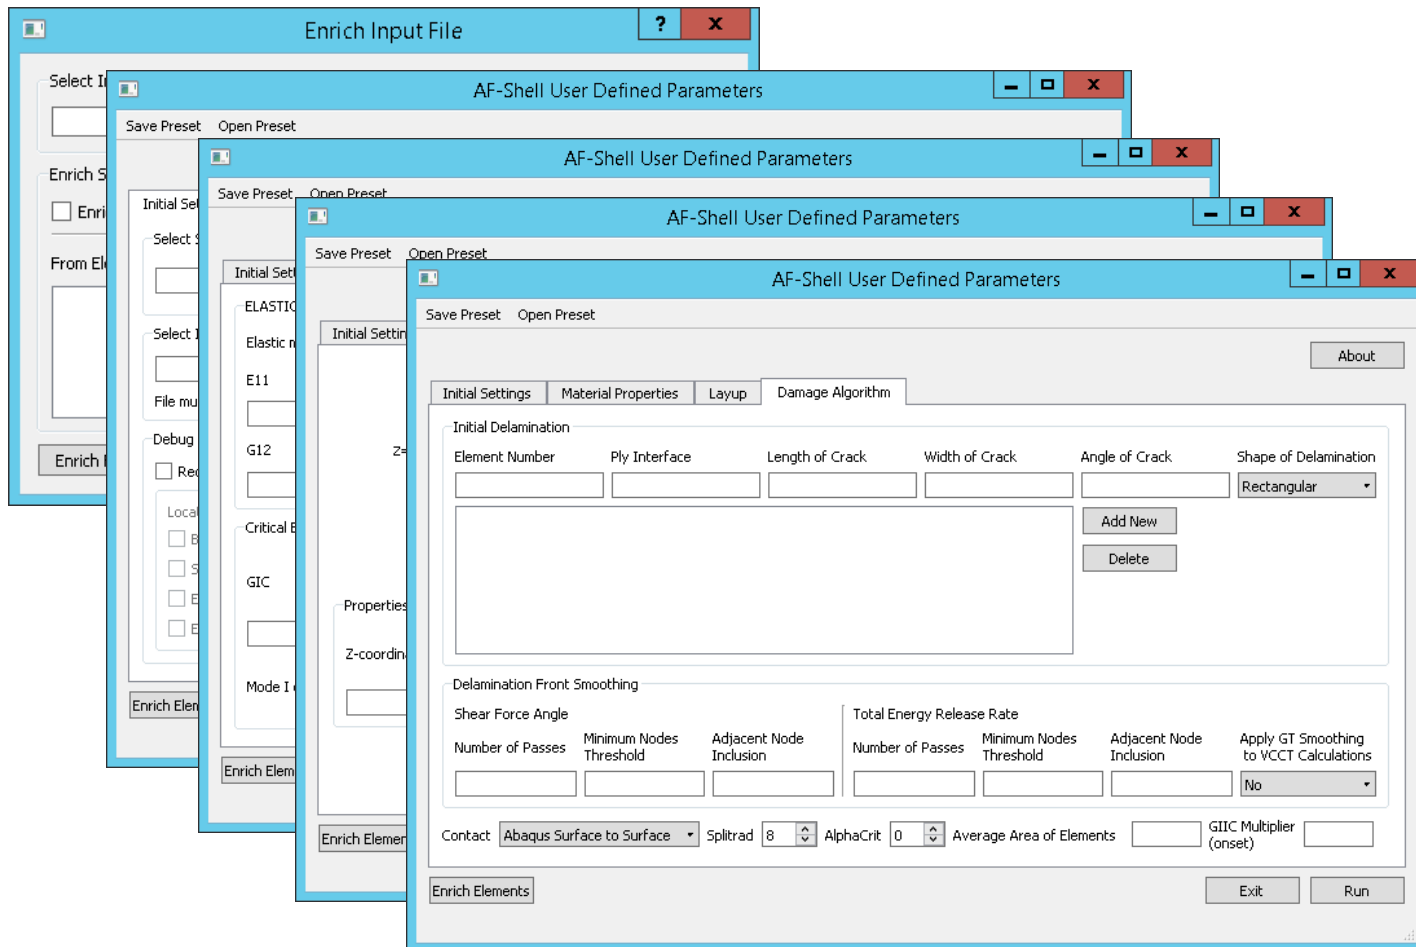 Enrich Input File
?
x
Select I
Enrich S
Enri
From El
Enrich
AF-Shell User Defined Parameters
x
Save Preset Open Preset
Initial Set
Select S
Select I
File mu
Debug
Rec
Locat
B
S
E
E
Enrich Elem
AF-Shell User Defined Parameters
x
Save Preset Open Preset
Initial Sett
ELASTIC
Elastic m
E11
G12
Critical E
GIC
Mode I
Enrich Elem
AF-Shell User Defined Parameters
x
Save Preset Open Preset
Initial Settin
Z=
Properties
Z-coordina
Enrich Elemen
AF-Shell User Defined Parameters
x
Save Preset Open Preset
About
Initial Settings Material Properties Layup Damage Algorithm
Initial Delamination
Element Number Ply Interface Length of Crack Width of Crack Angle of Crack Shape of Delamination
Rectangular
Add New
Delete
Delamination Front Smoothing
Shear Force Angle Total Energy Release Rate
Number of Passes Minimum Nodes Threshold Adjacent Node Inclusion Number of Passes Minimum Nodes Threshold Adjacent Node Inclusion Apply GT Smoothing to VCCT Calculations
No
Contact Abaqus Surface to Surface Splitrad 8 AlphaCrit 0 Average Area of Elements GIIC Multiplier (onset)
Enrich Elements Exit Run